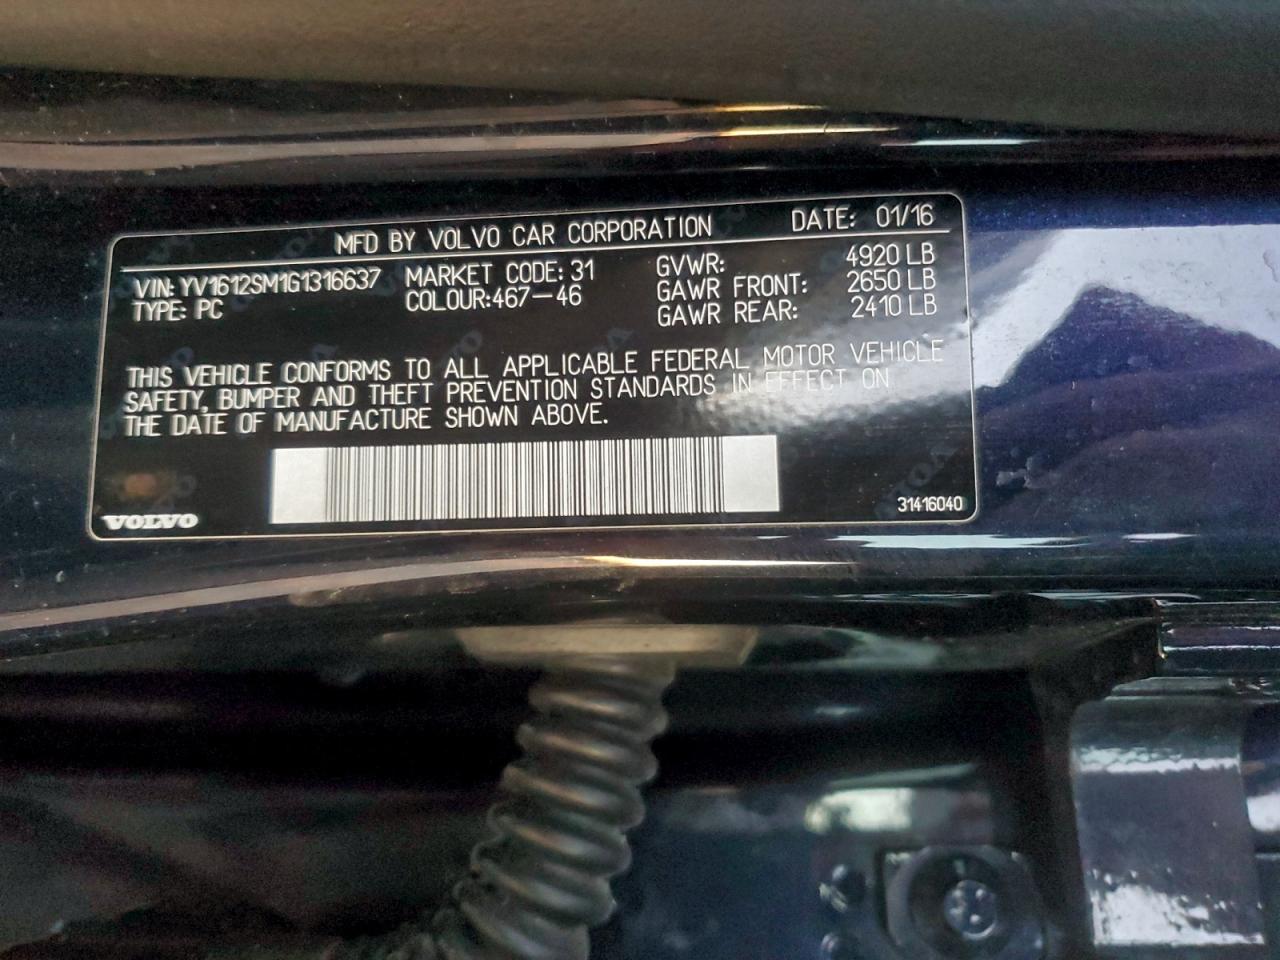 MFD BY VOLVO CAR CORPORATION DATE: 01/16
VIN: YV1612SM1G1316637 MARKET CODE: 31 GVWR: 4920 LB
TYPE: PC COLOUR:467-46 GAWR FRONT: 2650 LB
GAWR REAR: 2410 LB
THIS VEHICLE CONFORMS TO ALL APPLICABLE FEDERAL MOTOR VEHICLE
SAFETY, BUMPER AND THEFT PREVENTION STANDARDS IN EFFECT ON
THE DATE OF MANUFACTURE SHOWN ABOVE.
VOLVO 31416040